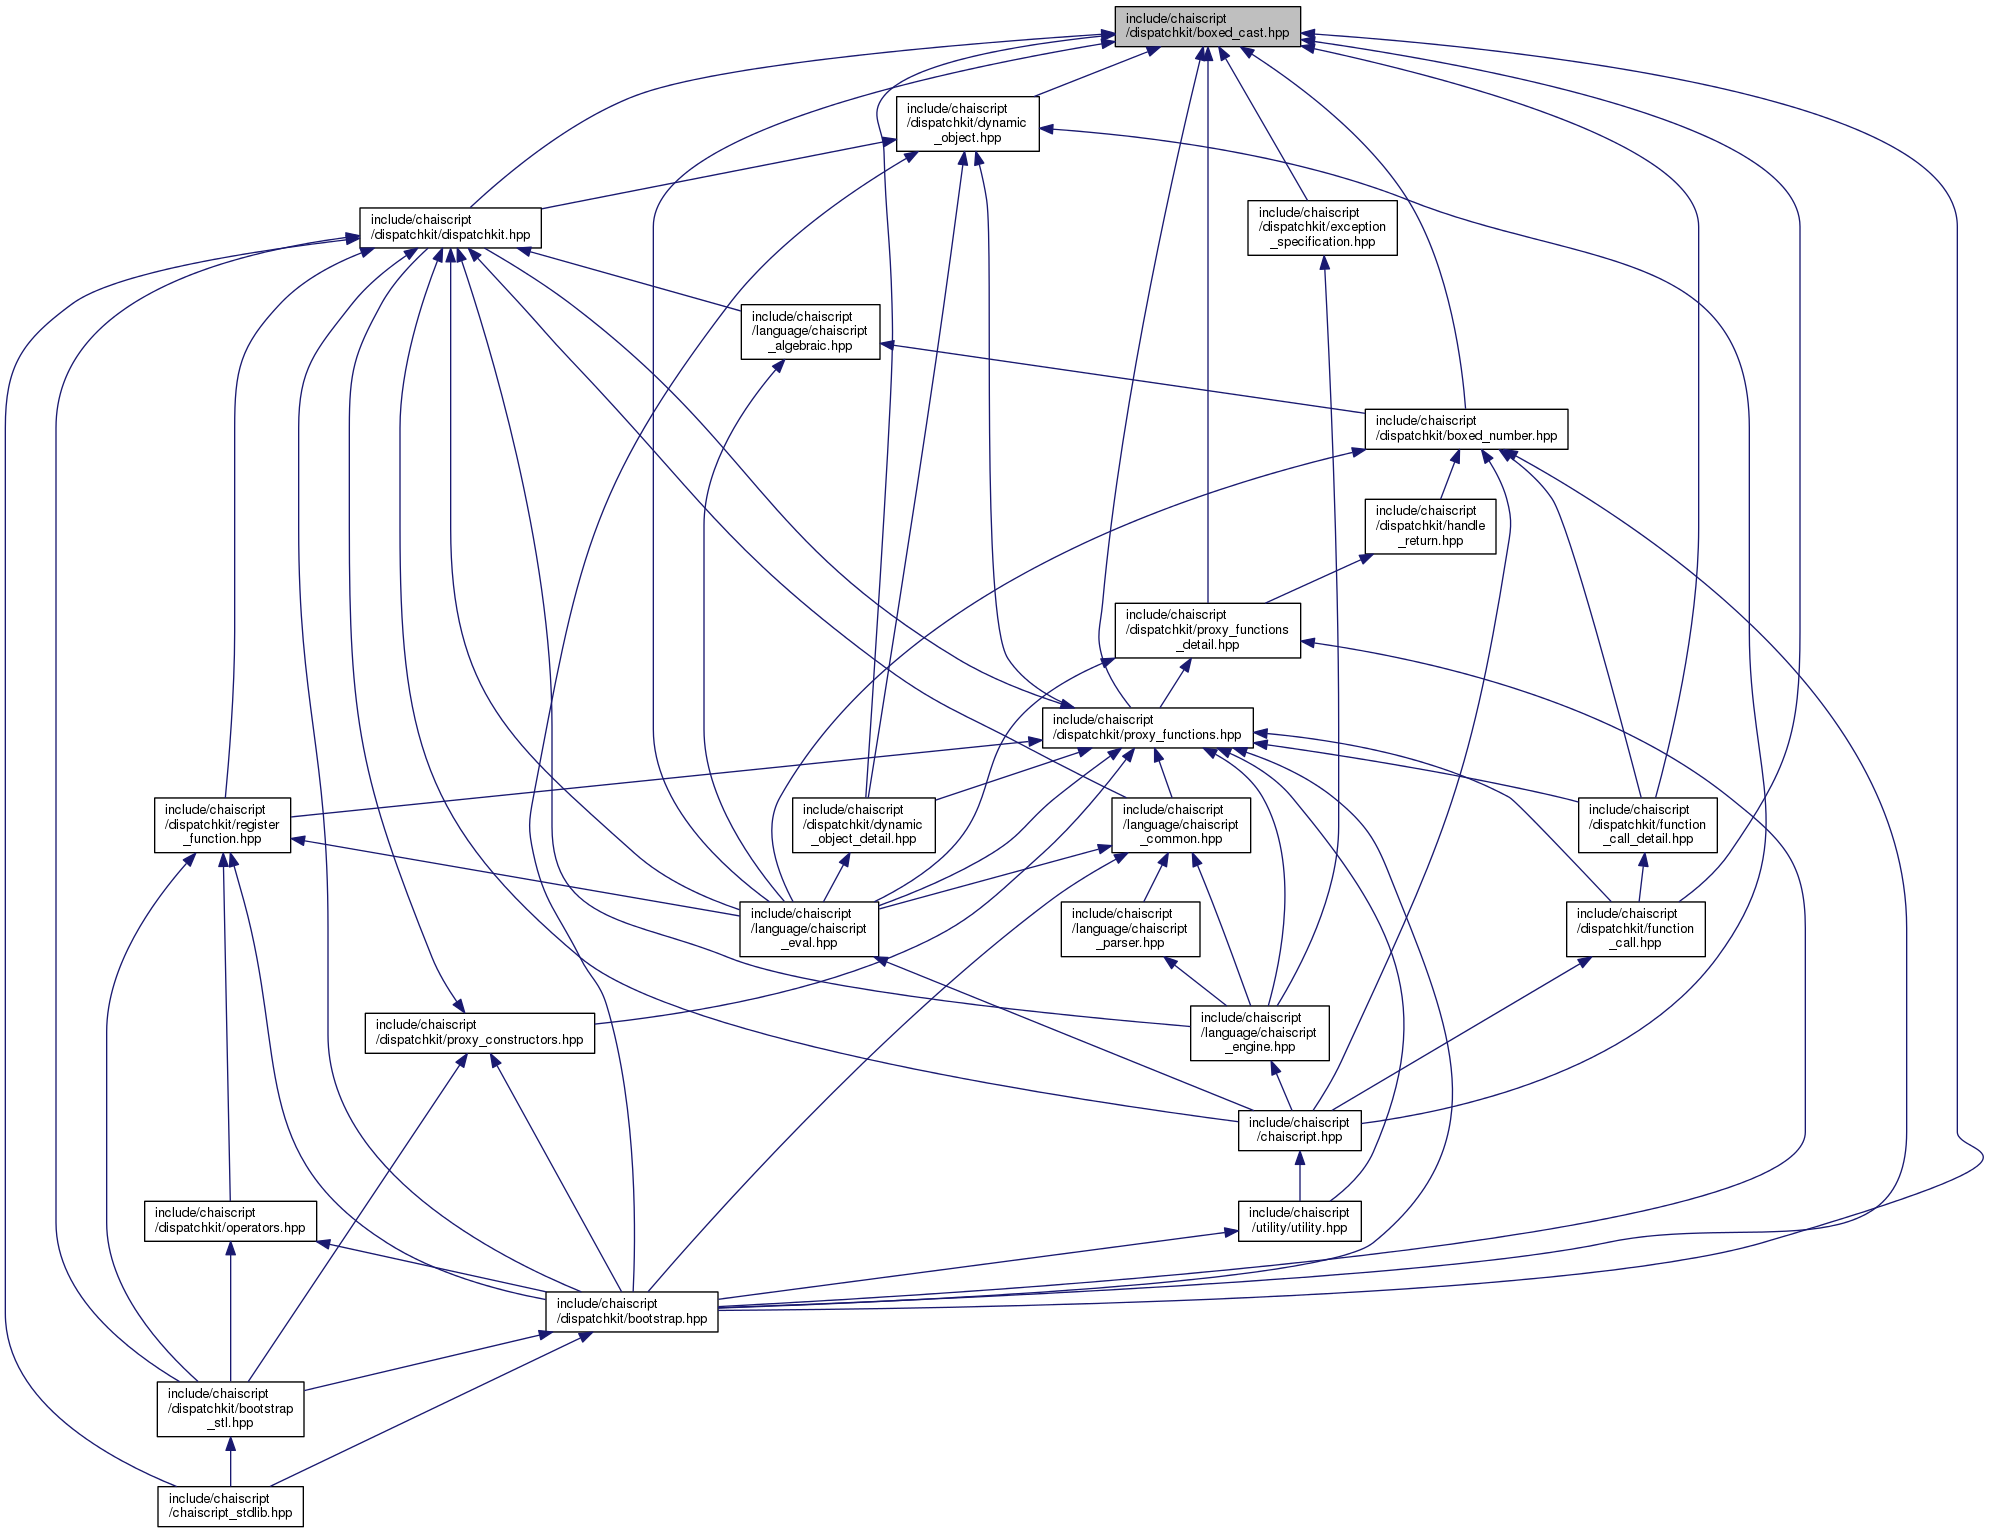 include/chaiscript
/dispatchkit/boxed_cast.hpp
include/chaiscript
/dispatchkit/dynamic
_object.hpp
include/chaiscript
/dispatchkit/exception
_specification.hpp
include/chaiscript
/dispatchkit/dispatchkit.hpp
include/chaiscript
/language/chaiscript
_algebraic.hpp
include/chaiscript
/dispatchkit/boxed_number.hpp
include/chaiscript
/dispatchkit/handle
_return.hpp
include/chaiscript
/dispatchkit/proxy_functions
_detail.hpp
include/chaiscript
/dispatchkit/proxy_functions.hpp
include/chaiscript
/dispatchkit/register
_function.hpp
include/chaiscript
/dispatchkit/dynamic
_object_detail.hpp
include/chaiscript
/language/chaiscript
_common.hpp
include/chaiscript
/dispatchkit/function
_call_detail.hpp
include/chaiscript
/language/chaiscript
_eval.hpp
include/chaiscript
/language/chaiscript
_parser.hpp
include/chaiscript
/dispatchkit/function
_call.hpp
include/chaiscript
/dispatchkit/proxy_constructors.hpp
include/chaiscript
/language/chaiscript
_engine.hpp
include/chaiscript
/chaiscript.hpp
include/chaiscript
/dispatchkit/operators.hpp
include/chaiscript
/utility/utility.hpp
include/chaiscript
/dispatchkit/bootstrap.hpp
include/chaiscript
/dispatchkit/bootstrap
_stl.hpp
include/chaiscript
/chaiscript_stdlib.hpp